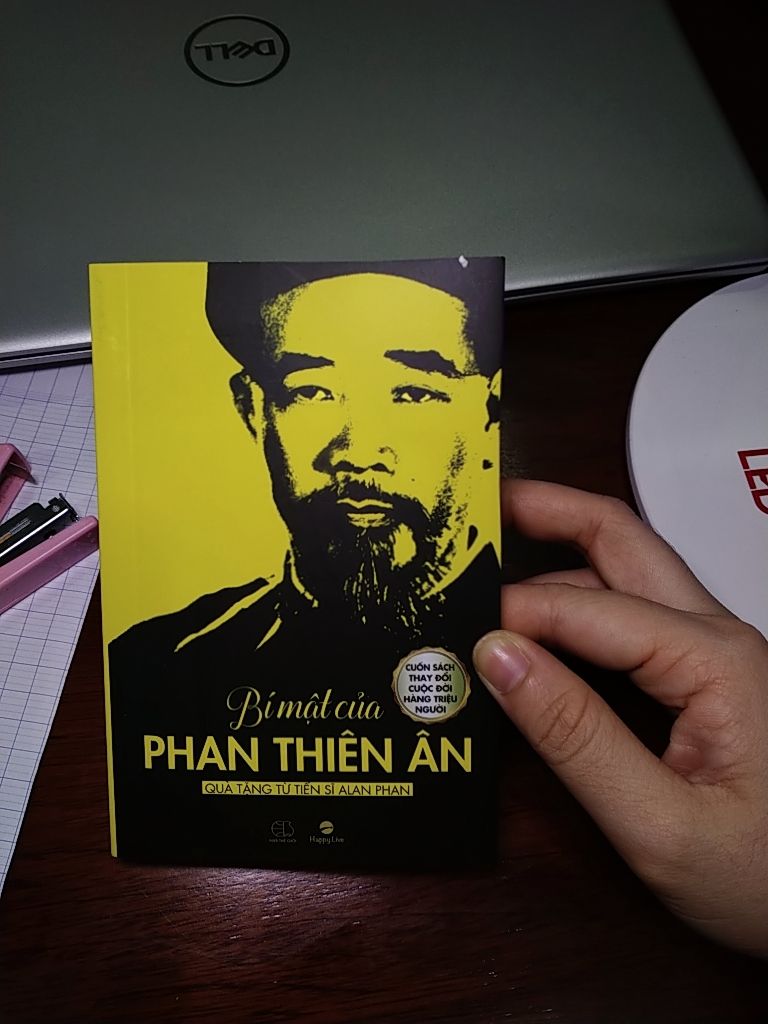 DELL
LED
CUỐN SÁCH
THAY ĐỔI
CUỘC ĐỜI
HÀNG TRIỆU
NGƯỜI
Bí mật của
PHAN THIÊN ÂN
QUÀ TẶNG TỪ TIẾN SĨ ALAN PHAN
Happy Live